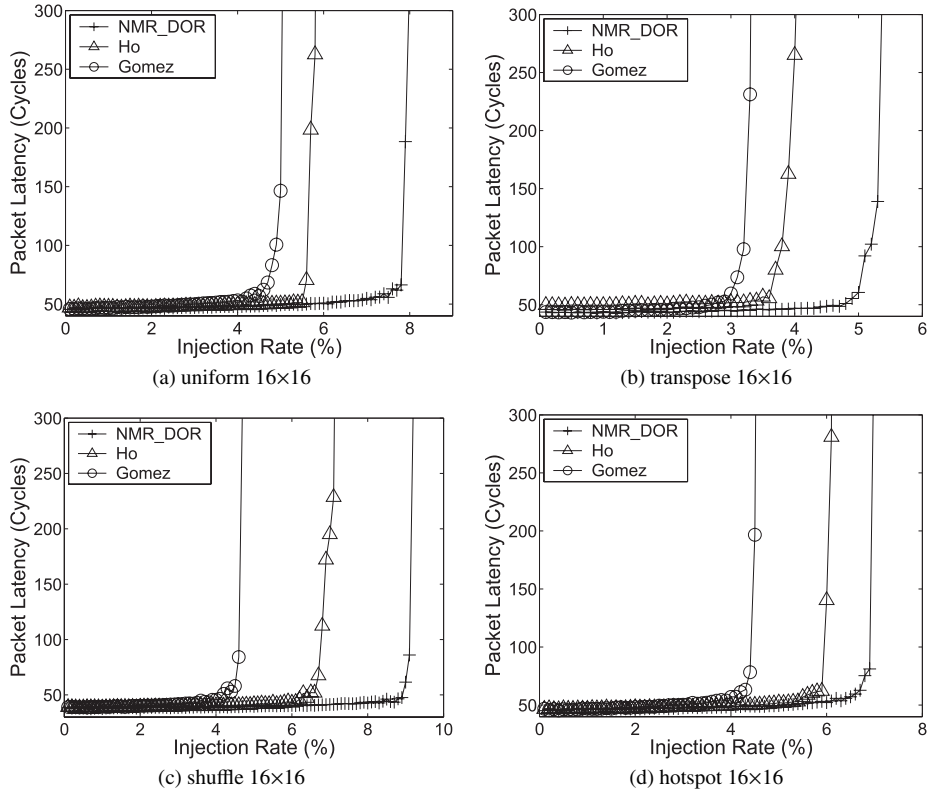 300
250
200
150
100
50
Packet Latency (Cycles)
NMR_DOR
Ho
Gomez
0 2 4 6 8
Injection Rate (%)
(a) uniform 16×16
300
250
200
150
100
50
Packet Latency (Cycles)
NMR_DOR
Ho
Gomez
0 1 2 3 4 5 6
Injection Rate (%)
(b) transpose 16×16
300
250
200
150
100
50
Packet Latency (Cycles)
NMR_DOR
Ho
Gomez
0 2 4 6 8 10
Injection Rate (%)
(c) shuffle 16×16
300
250
200
150
100
50
Packet Latency (Cycles)
NMR_DOR
Ho
Gomez
0 2 4 6 8
Injection Rate (%)
(d) hotspot 16×16